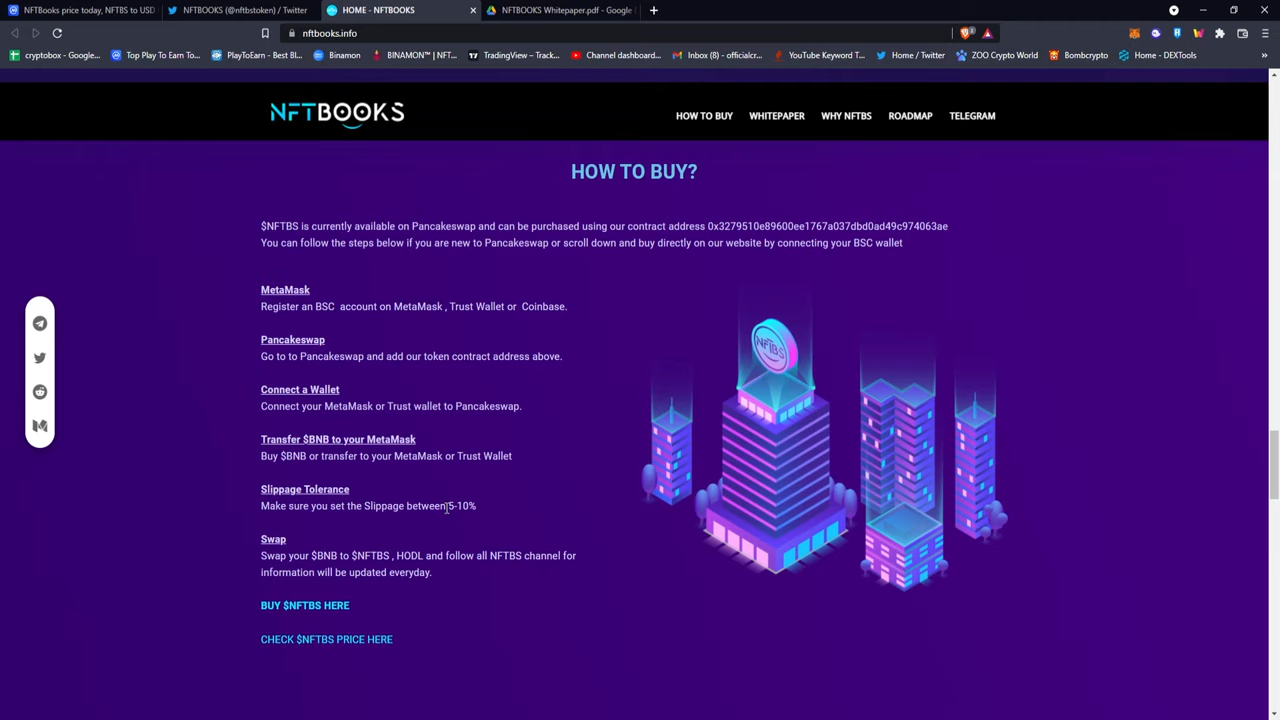 NFTBooks price today, NFTBS to USD
NFTBOOKS (@nftbstoken) / Twitter
HOME - NFTBOOKS
NFTBOOKS Whitepaper.pdf - Google
nftbooks.info
cryptobox - Google...
Top Play To Earn To...
PlayToEarn - Best Bl...
Binamon
BINAMON™ | NFT...
TradingView – Track...
Channel dashboard...
Inbox (8) - officialcr...
YouTube Keyword T...
Home / Twitter
ZOO Crypto World
Bombcrypto
Home - DEXTools
NFTBOOKS
HOW TO BUY
WHITEPAPER
WHY NFTBS
ROADMAP
TELEGRAM
HOW TO BUY?
$NFTBS is currently available on Pancakeswap and can be purchased using our contract address 0x3279510e89600ee1767a037dbd0ad49c974063ae
You can follow the steps below if you are new to Pancakeswap or scroll down and buy directly on our website by connecting your BSC wallet
MetaMask
Register an BSC account on MetaMask , Trust Wallet or Coinbase.
Pancakeswap
Go to to Pancakeswap and add our token contract address above.
Connect a Wallet
Connect your MetaMask or Trust wallet to Pancakeswap.
Transfer $BNB to your MetaMask
Buy $BNB or transfer to your MetaMask or Trust Wallet
Slippage Tolerance
Make sure you set the Slippage between 5-10%
Swap
Swap your $BNB to $NFTBS , HODL and follow all NFTBS channel for
information will be updated everyday.
BUY $NFTBS HERE
CHECK $NFTBS PRICE HERE
NFTBS